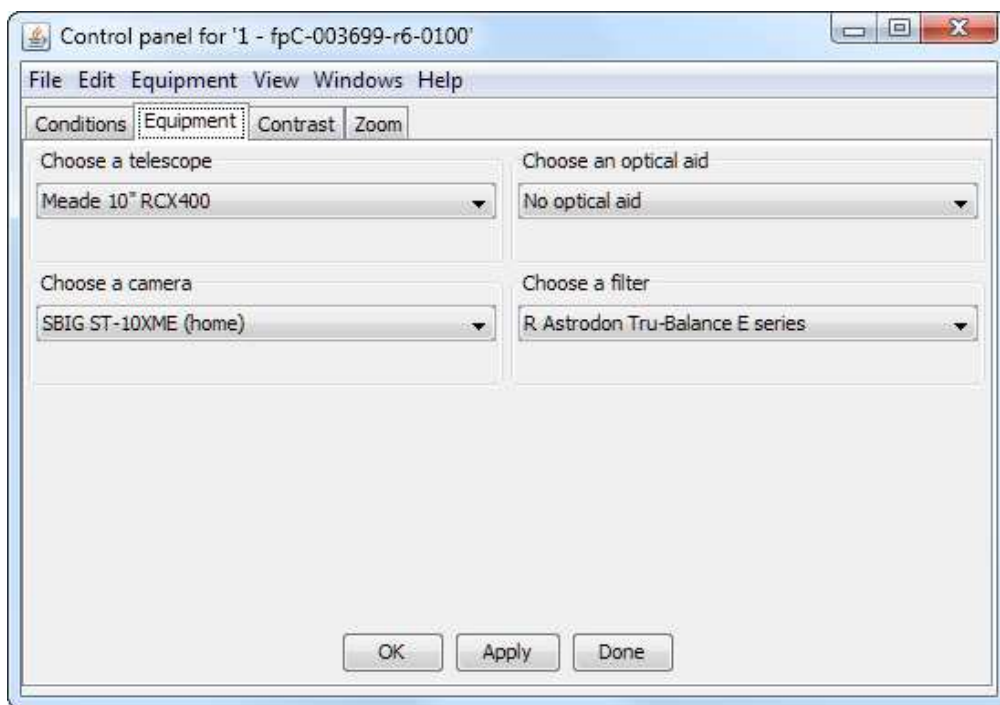 Control panel for '1 - fpC-003699-r6-0100'
File Edit Equipment View Windows Help
Conditions Equipment Contrast Zoom
Choose a telescope
Meade 10" RCX400
Choose an optical aid
No optical aid
Choose a camera
SBIG ST-10XME (home)
Choose a filter
R Astrodon Tru-Balance E series
OK Apply Done